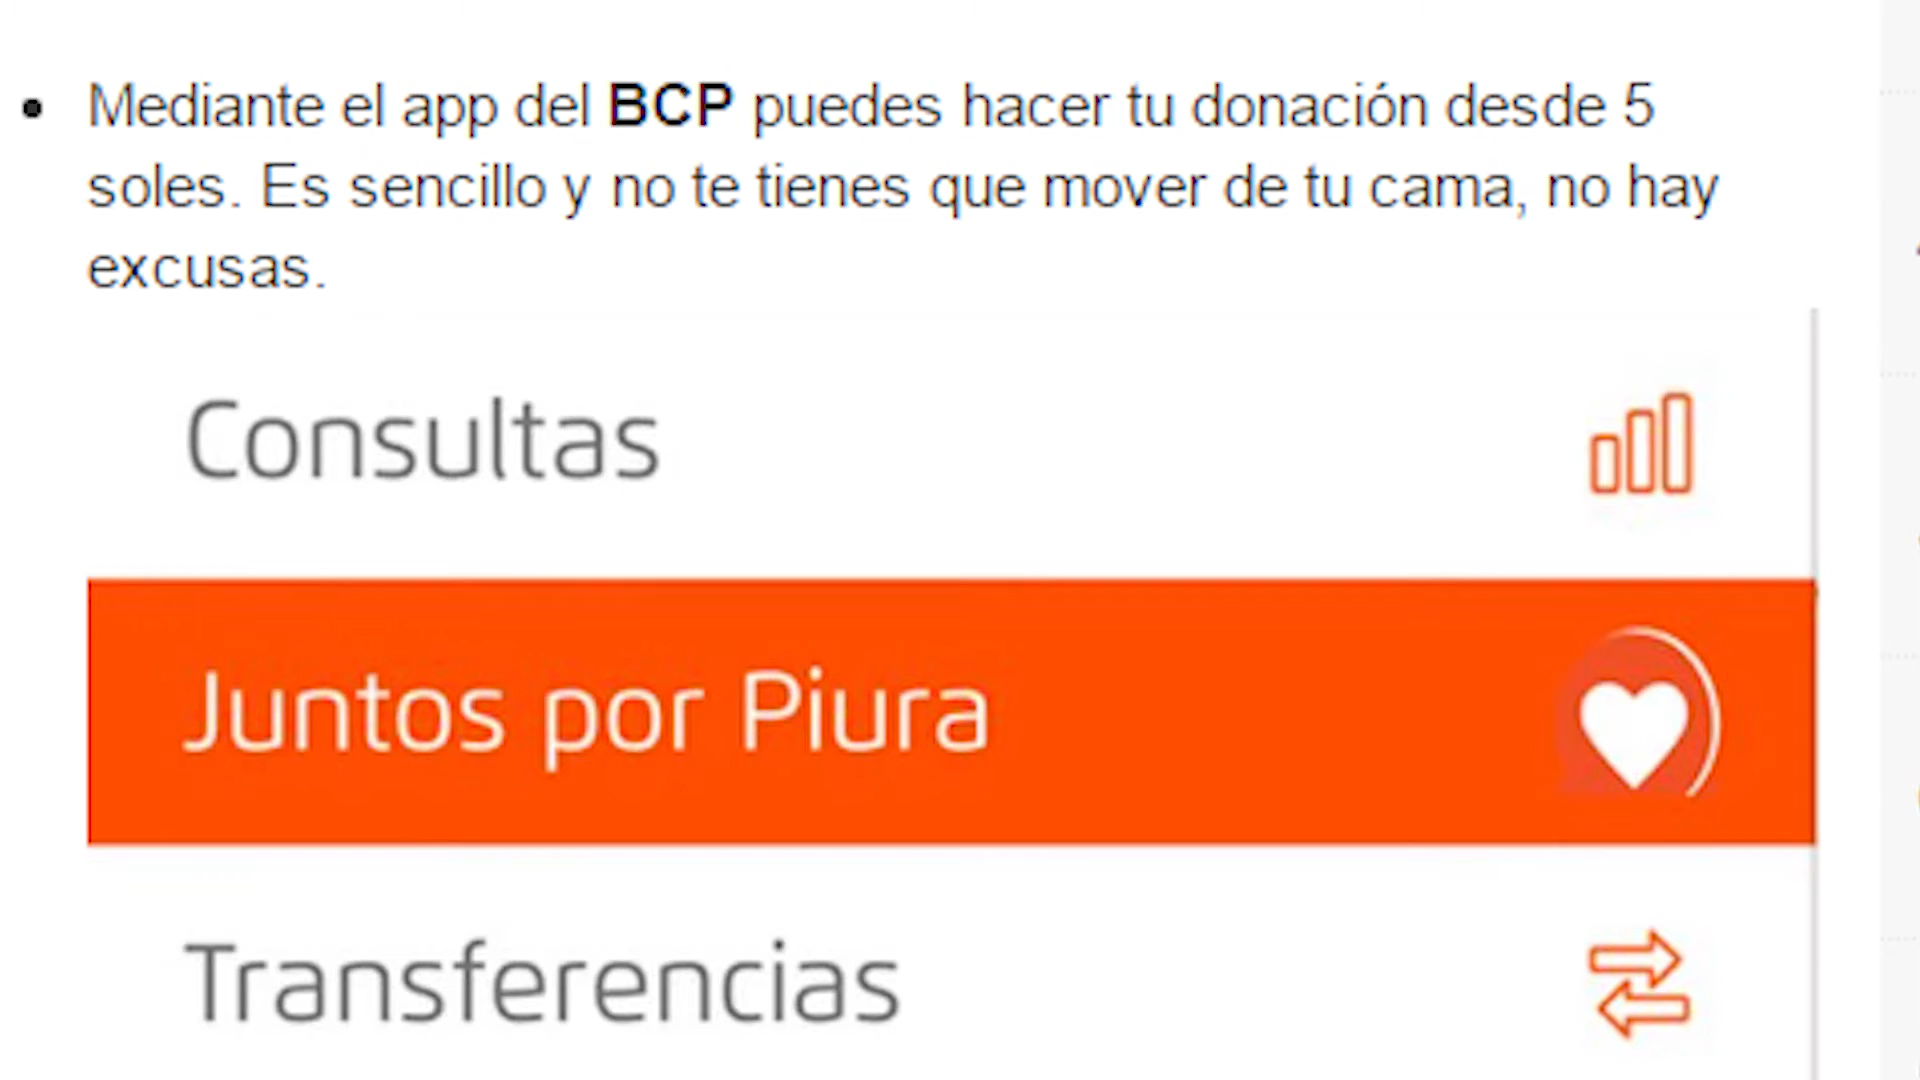 Mediante el app del BCP puedes hacer tu donación desde 5
soles. Es sencillo y no te tienes que mover de tu cama, no hay
excusas.
Consultas
Juntos por Piura
Transferencias